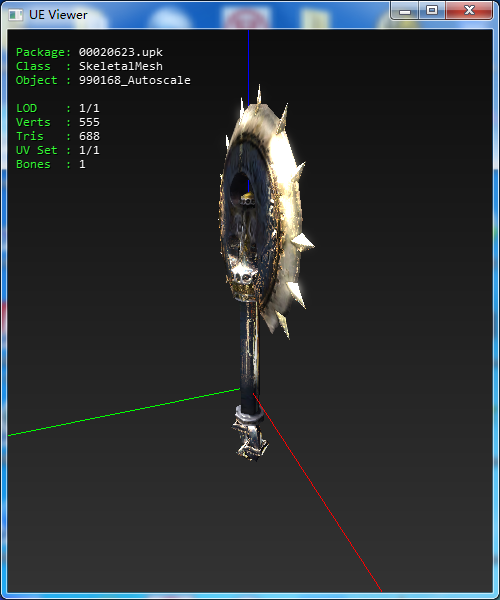 UE Viewer
Package: 00020623.upk
Class : SkeletalMesh
Object : 990168_Autoscale
LOD : 1/1
Verts : 555
Tris : 688
UV Set : 1/1
Bones : 1